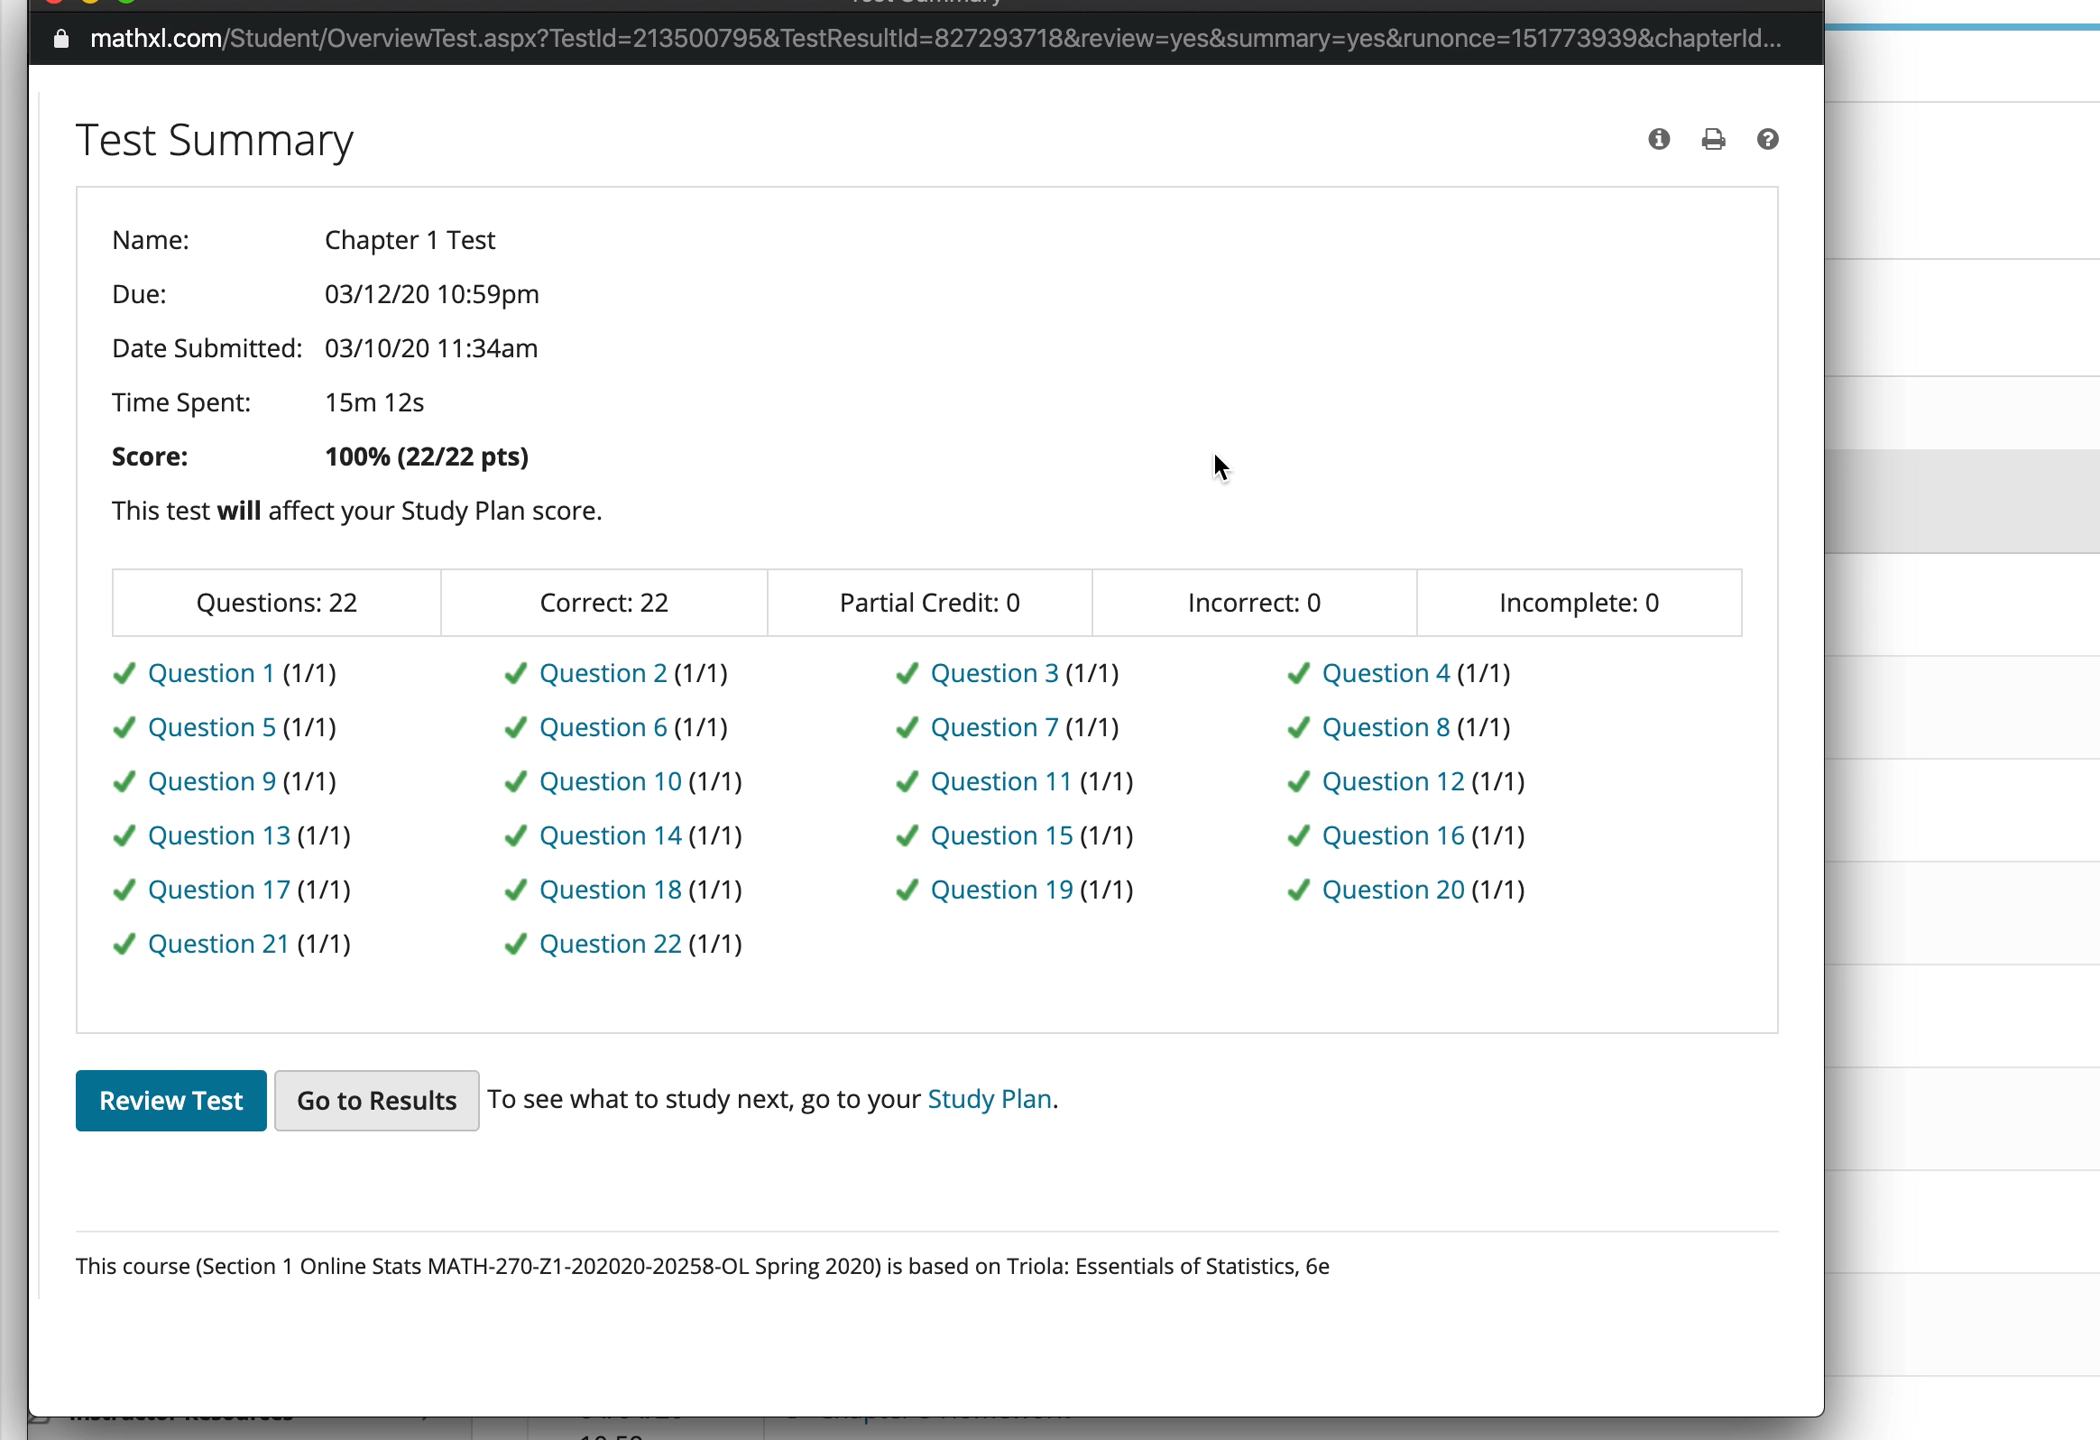 mathxl.com/Student/OverviewTest.aspx?TestId=213500795&TestResultId=827293718&review=yes&summary=yes&runonce=151773939&chapterId...
Test Summary
Name: Chapter 1 Test
Due: 03/12/20 10:59pm
Date Submitted: 03/10/20 11:34am
Time Spent: 15m 12s
Score: 100% (22/22 pts)
This test will affect your Study Plan score.
Questions: 22 Correct: 22 Partial Credit: 0 Incorrect: 0 Incomplete: 0
Question 1 (1/1) Question 2 (1/1) Question 3 (1/1) Question 4 (1/1)
Question 5 (1/1) Question 6 (1/1) Question 7 (1/1) Question 8 (1/1)
Question 9 (1/1) Question 10 (1/1) Question 11 (1/1) Question 12 (1/1)
Question 13 (1/1) Question 14 (1/1) Question 15 (1/1) Question 16 (1/1)
Question 17 (1/1) Question 18 (1/1) Question 19 (1/1) Question 20 (1/1)
Question 21 (1/1) Question 22 (1/1)
Review Test Go to Results To see what to study next, go to your Study Plan.
This course (Section 1 Online Stats MATH-270-Z1-202020-20258-OL Spring 2020) is based on Triola: Essentials of Statistics, 6e